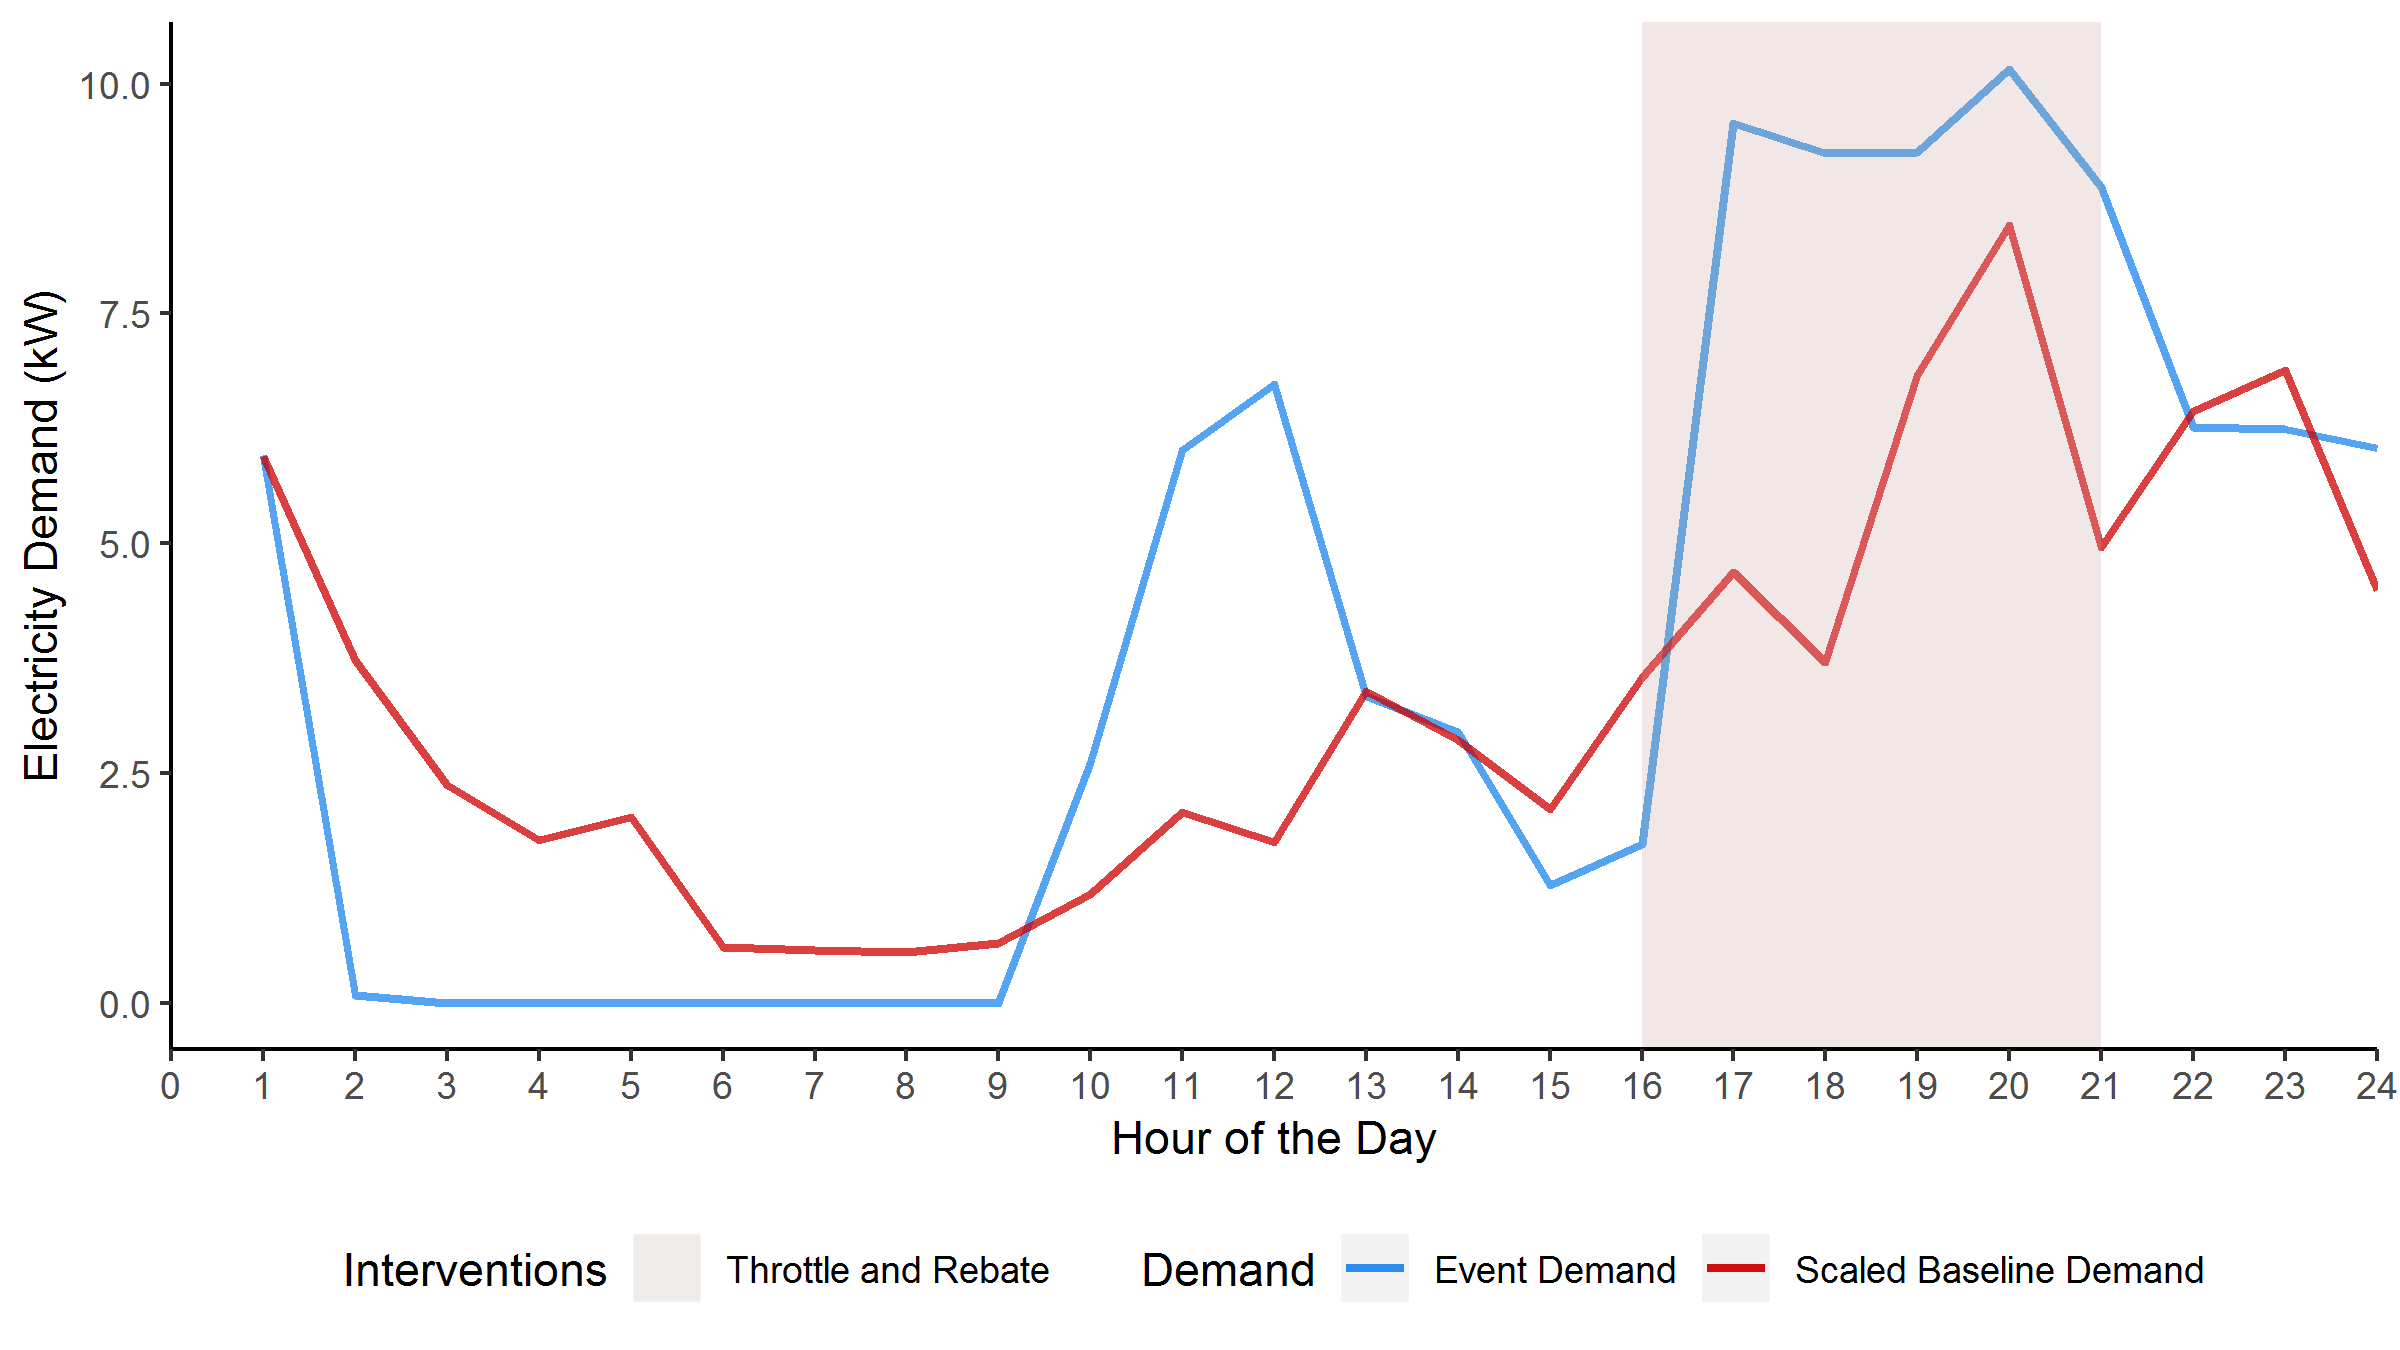 Electricity Demand (kW)
10.0
7.5
5.0
2.5
0.0
0 1 2 3 4 5 6 7 8 9 10 11 12 13 14 15 16 17 18 19 20 21 22 23 24
Hour of the Day
Interventions Throttle and Rebate Demand Event Demand Scaled Baseline Demand